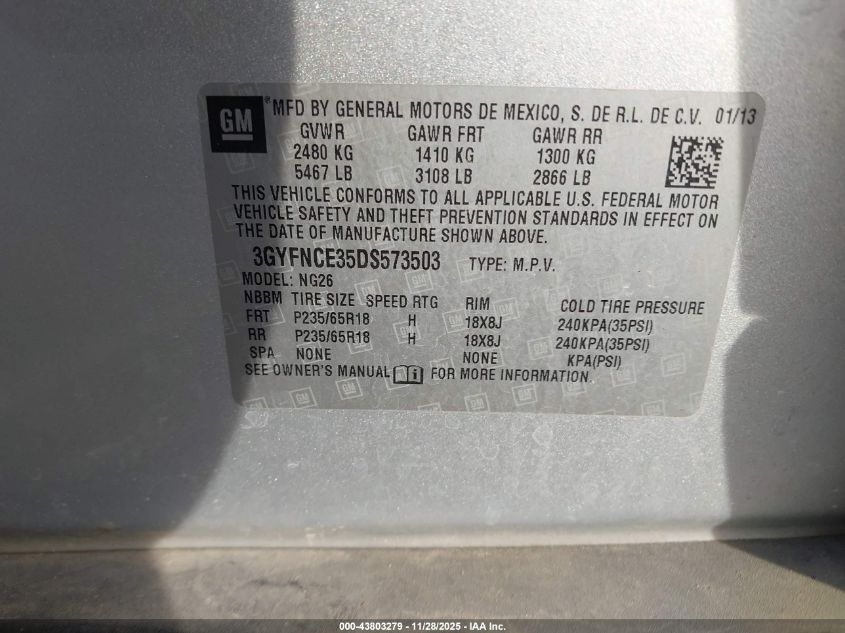 GM ® MFD BY GENERAL MOTORS DE MEXICO, S. DE R.L. DE C.V. 01/13
GVWR GAWR FRT GAWR RR
2480 KG 1410 KG 1300 KG
5467 LB 3108 LB 2866 LB
THIS VEHICLE CONFORMS TO ALL APPLICABLE U.S. FEDERAL MOTOR
VEHICLE SAFETY AND THEFT PREVENTION STANDARDS IN EFFECT ON
THE DATE OF MANUFACTURE SHOWN ABOVE.
3GYFNCE35DS573503 TYPE: M.P.V.
MODEL: NG26
NBBM TIRE SIZE SPEED RTG RIM COLD TIRE PRESSURE
FRT P235/65R18 H 18X8J 240KPA(35PSI)
RR P235/65R18 H 18X8J 240KPA(35PSI)
SPA NONE NONE KPA(PSI)
SEE OWNER'S MANUAL FOR MORE INFORMATION.
000-43803279 - 11/28/2025 - IAA Inc.